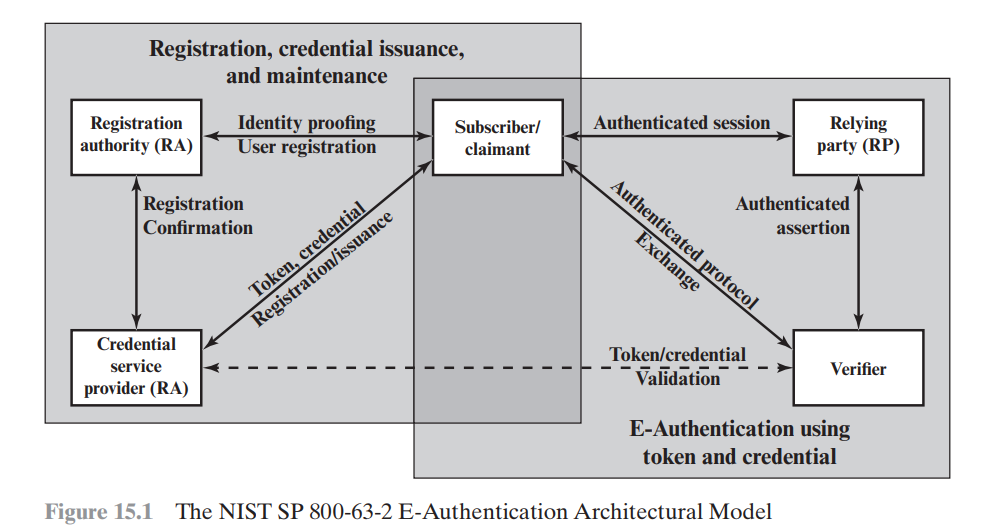 Registration, credential issuance,
and maintenance
Registration
authority (RA)
Identity proofing
User registration
Subscriber/
claimant
Authenticated session
Relying
party (RP)
Registration
Confirmation
Token, credential
Registration/issuance
Authenticated protocol
Exchange
Authenticated
assertion
Credential
service
provider (RA)
Token/credential
Validation
Verifier
E-Authentication using
token and credential
Figure 15.1 The NIST SP 800-63-2 E-Authentication Architectural Model